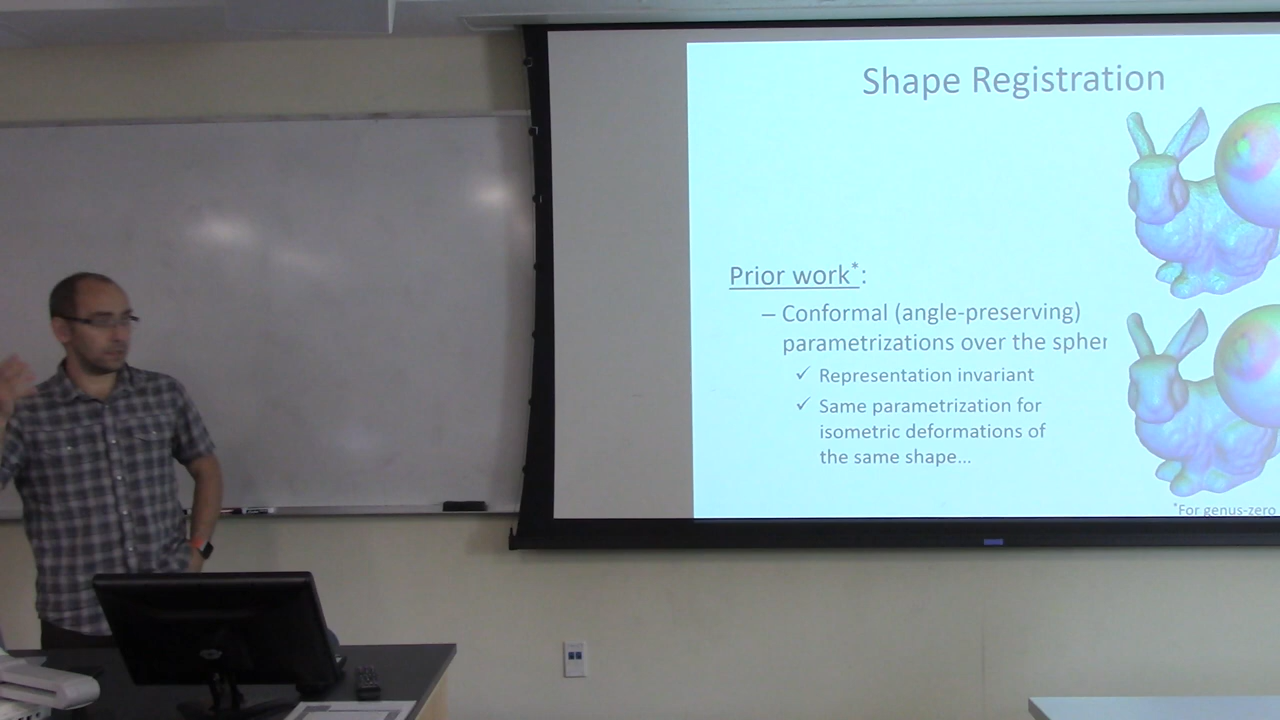 Shape Registration
Prior work*:
– Conformal (angle-preserving)
parametrizations over the spher
✓ Representation invariant
✓ Same parametrization for
isometric deformations of
the same shape...
*For genus-zero